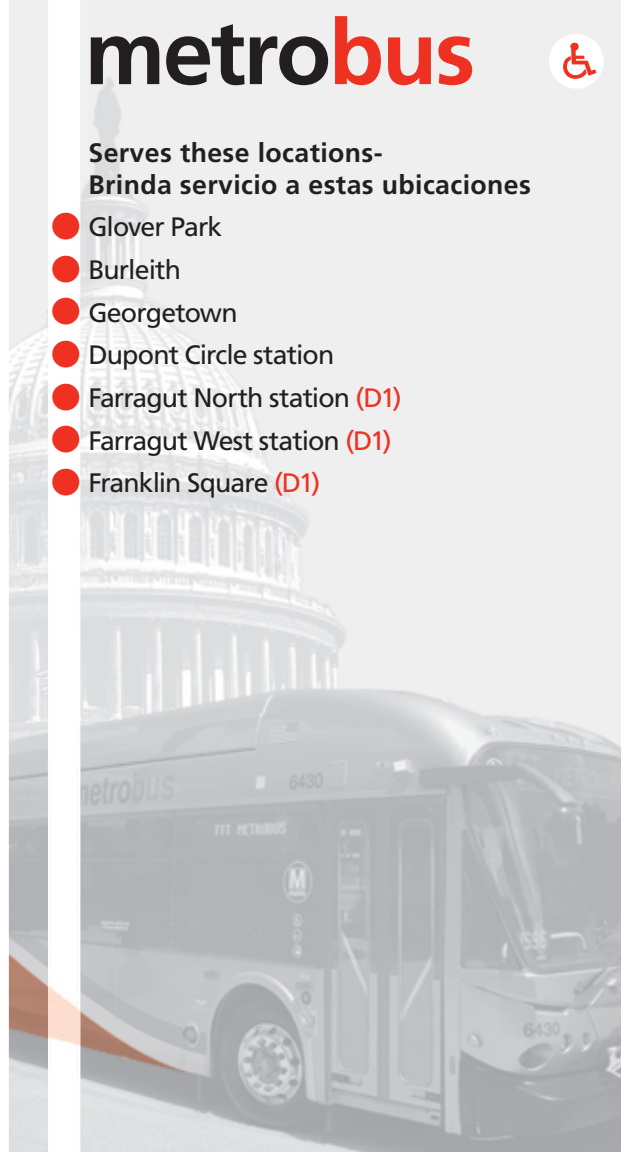 metrobus
Serves these locations-
Brinda servicio a estas ubicaciones
Glover Park
Burleith
Georgetown
Dupont Circle station
Farragut North station (D1)
Farragut West station (D1)
Franklin Square (D1)
metrobus
6430
TTT METROBUS
M
6430